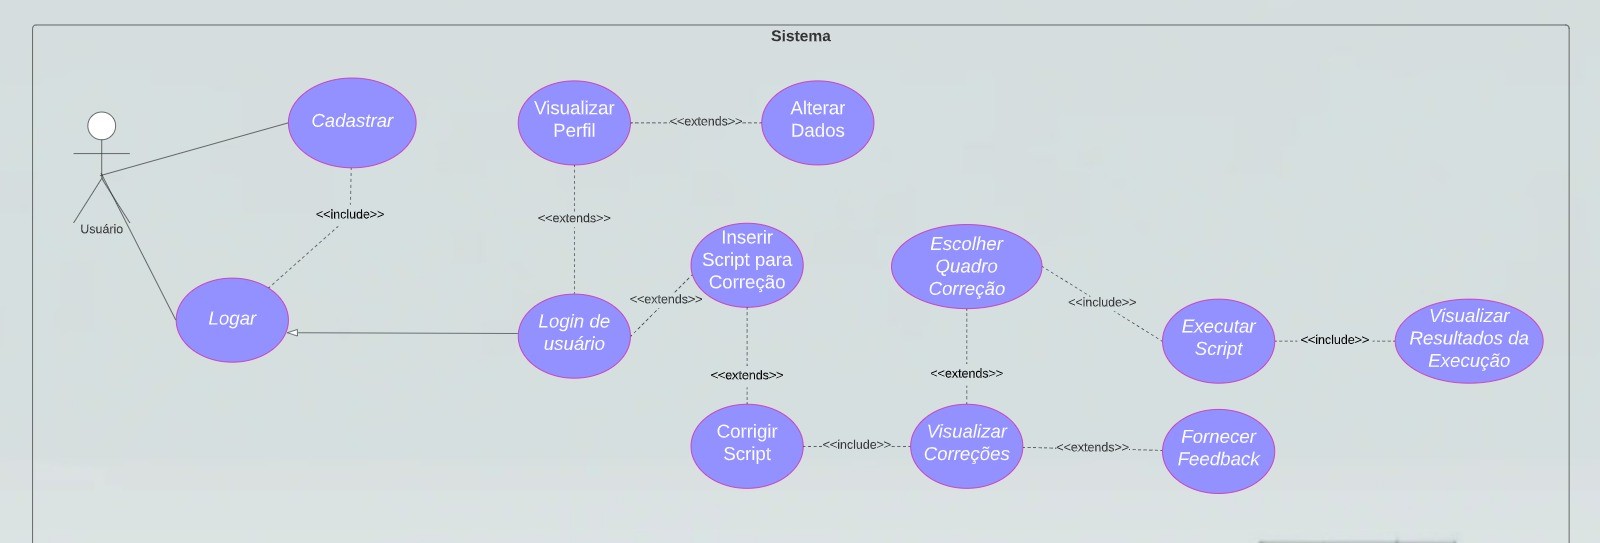 Sistema
Cadastrar
Visualizar
Perfil
<<extends>>
Alterar
Dados
Usuário
<<include>>
<<extends>>
Logar
Login de
usuário
<<extends>>
Inserir
Script para
Correção
<<extends>>
Corrigir
Script
<<include>>
Escolher
Quadro
Correção
<<extends>>
Visualizar
Correções
<<include>>
Executar
Script
<<include>>
Visualizar
Resultados da
Execução
<<extends>>
Fornecer
Feedback